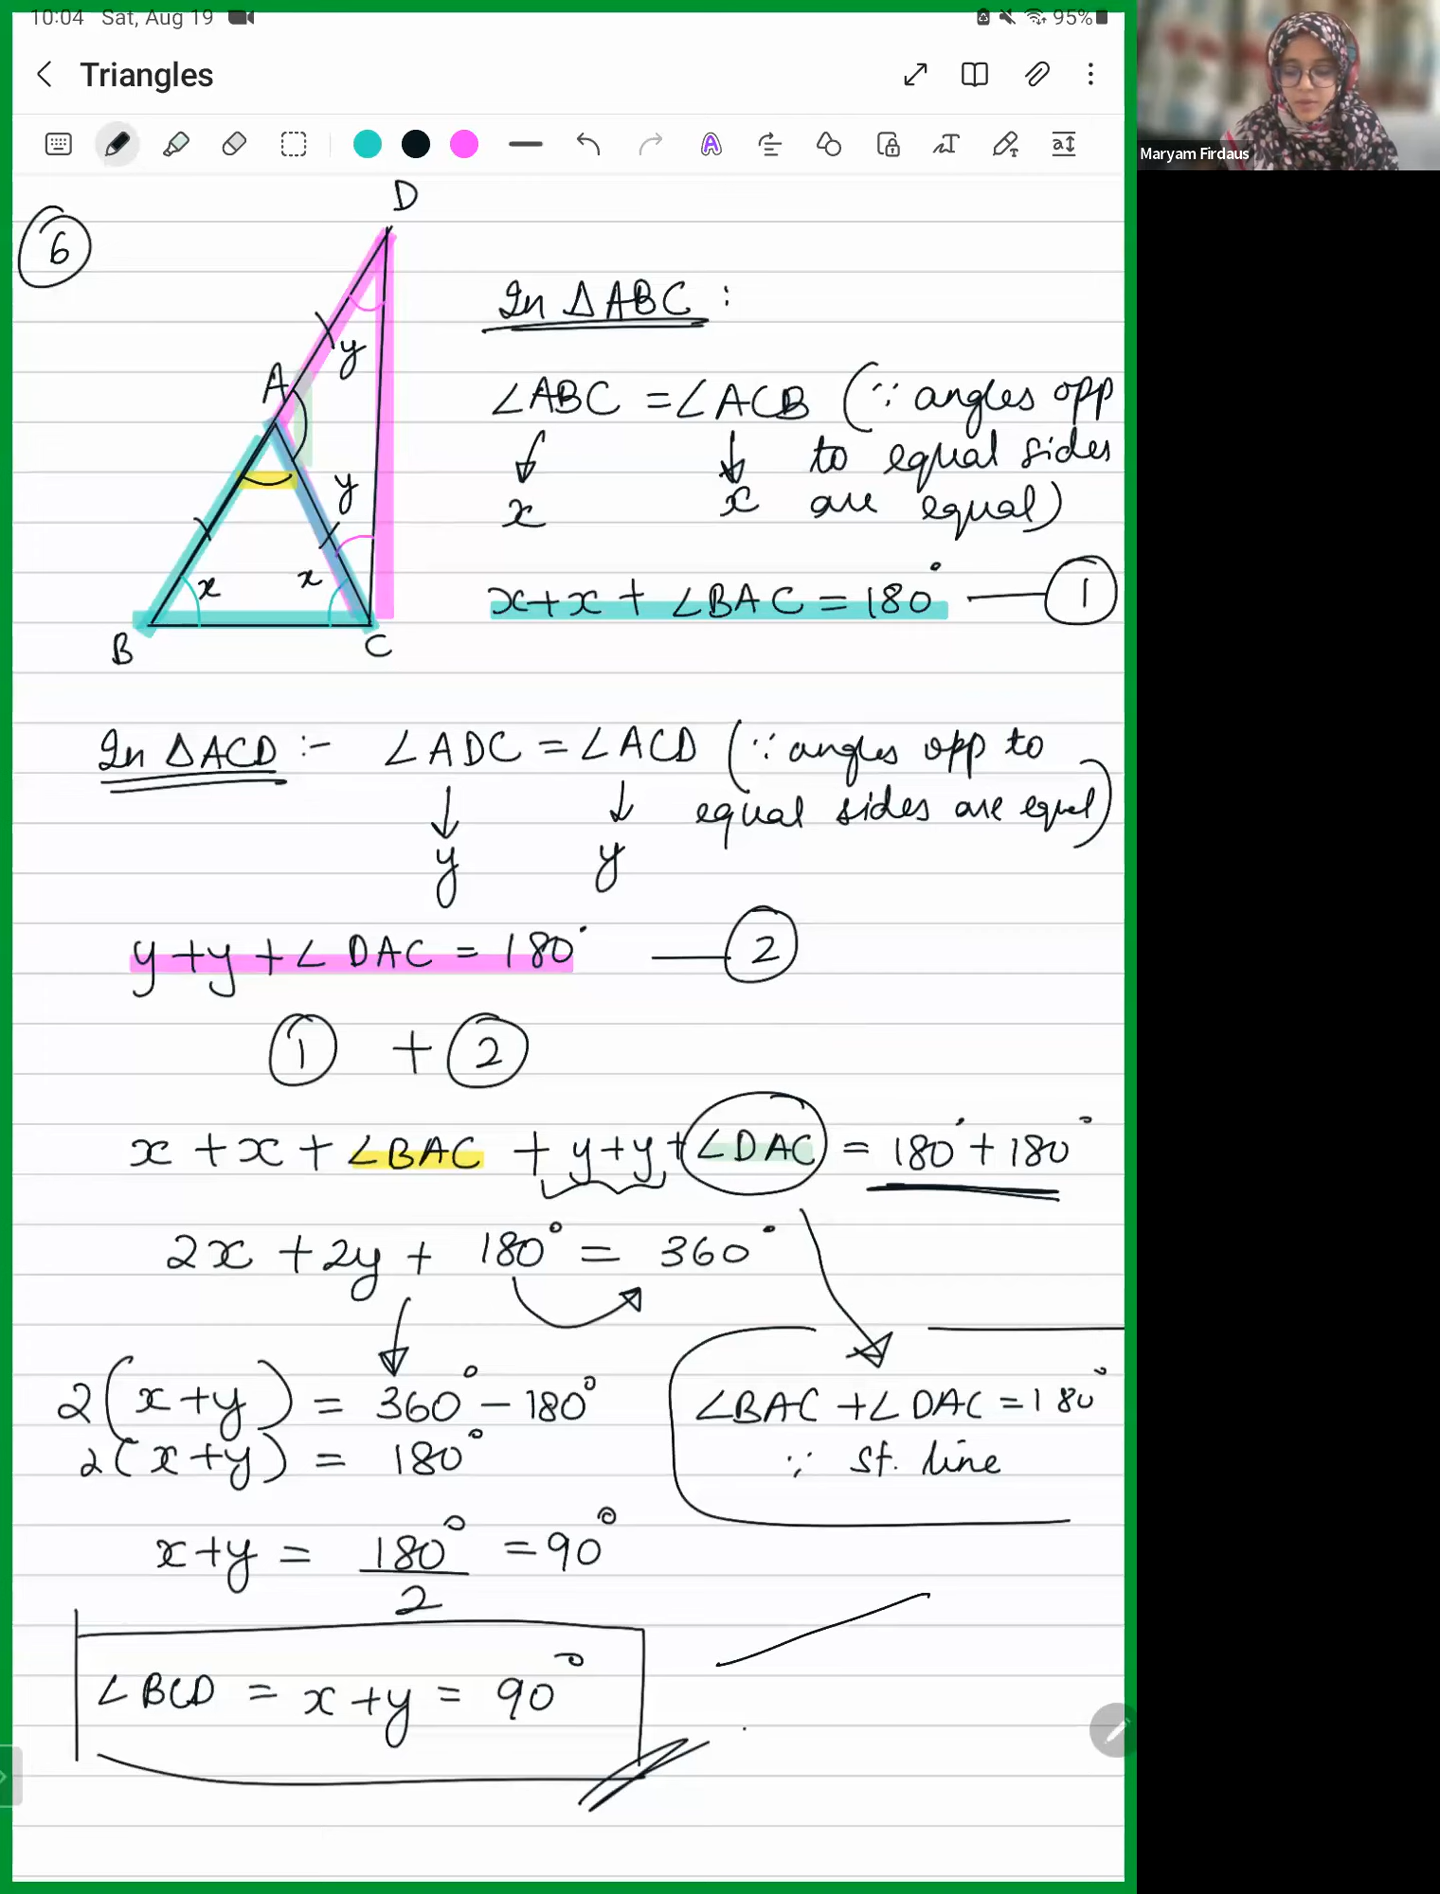 10:04 Sat, Aug 19 95%
Triangles
Maryam Firdaus
6
D
A
y
y
x
x
B
C
In ΔABC :
∠ABC = ∠ACB (∵ angles opp
to equal sides
x x are equal)
x+x + ∠BAC = 180° — 1
In ΔACD :- ∠ADC = ∠ACD (∵ angles opp to
equal sides are equal)
y y
y+y+∠DAC = 180° — 2
1 + 2
x+x+∠BAC + y+y+∠DAC = 180°+180°
2x+2y+ 180° = 360°
2(x+y) = 360°-180°
∠BAC+∠DAC=180°
2(x+y) = 180°
∵ st. line
x+y = 180°/2 = 90°
∠BCD = x+y = 90°